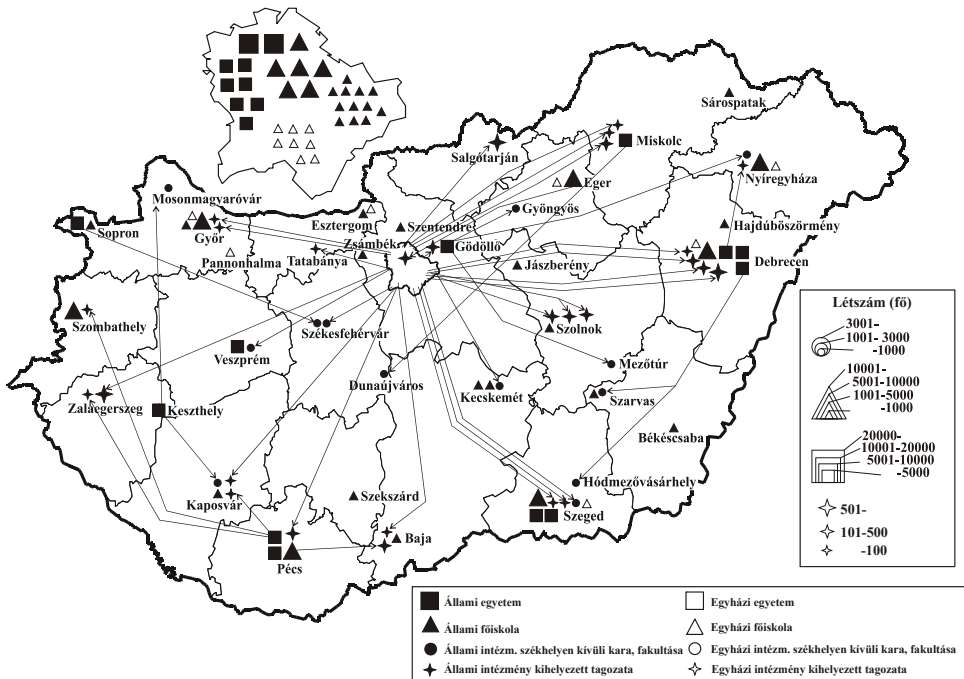 Sárospatak
Salgótarján
Miskolc
Nyíregyháza
Eger
Mosonmagyaróvár
Gyöngyös
Sopron
Győr
Esztergom
Szentendre
Hajdúböszörmény
Zsámbék
Gödöllő
Pannonhalma
Tatabánya
Jászberény
Debrecen
Szombathely
Székesfehérvár
Szolnok
Veszprém
Mezőtúr
Dunaújváros
Kecskemét
Szarvas
Zalaegerszeg
Keszthely
Békéscsaba
Hódmezővásárhely
Kaposvár
Szekszárd
Szeged
Baja
Pécs
Létszám (fő)
3001-
1001- 3000
-1000
10001-
5001-10000
1001-5000
-1000
20000-
10001-20000
5001-10000
-5000
501-
101-500
-100
Állami egyetem
Egyházi egyetem
Állami főiskola
Egyházi főiskola
Állami intézm. székhelyen kívüli kara, fakultása
Egyházi intézm. székhelyen kívüli kara, fakultása
Állami intézmény kihelyezett tagozata
Egyházi intézmény kihelyezett tagozata